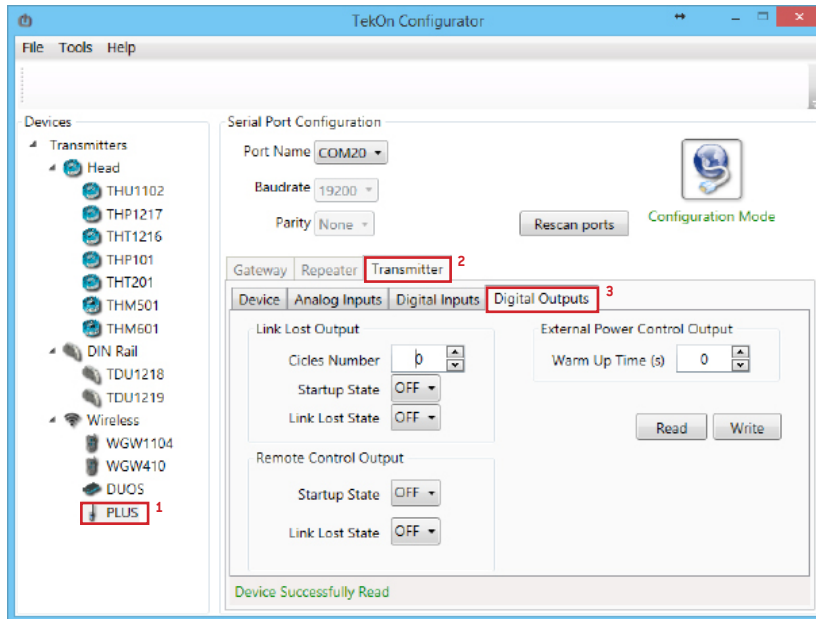 TekOn Configurator
File Tools Help
Devices
Transmitters
Head
THU1102
THP1217
THT1216
THP101
THT201
THM501
THM601
DIN Rail
TDU1218
TDU1219
Wireless
WGW1104
WGW410
DUOS
PLUS 1
Serial Port Configuration
Port Name COM20
Baudrate 19200
Parity None
Rescan ports
Configuration Mode
Gateway Repeater Transmitter 2
Device Analog Inputs Digital Inputs Digital Outputs 3
Link Lost Output
Cicles Number 0
Startup State OFF
Link Lost State OFF
Remote Control Output
Startup State OFF
Link Lost State OFF
External Power Control Output
Warm Up Time (s) 0
Read Write
Device Successfully Read